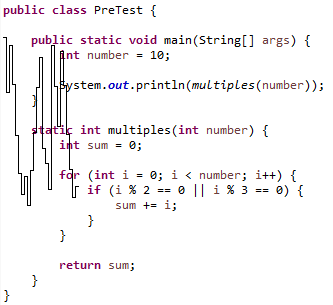 public class PreTest {
public static void main(String[] args) {
int number = 10;
System.out.println(multiples(number));
}
static int multiples(int number) {
int sum = 0;
for (int i = 0; i < number; i++) {
if (i % 2 == 0 || i % 3 == 0) {
sum += i;
}
}
return sum;
}
}